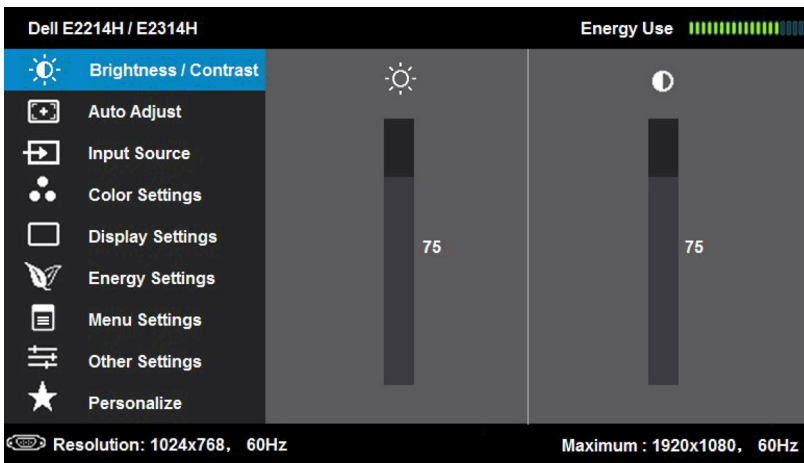 Dell E2214H / E2314H
Energy Use
Brightness / Contrast
Auto Adjust
Input Source
Color Settings
Display Settings
Energy Settings
Menu Settings
Other Settings
Personalize
75
75
Resolution: 1024x768， 60Hz
Maximum : 1920x1080， 60Hz